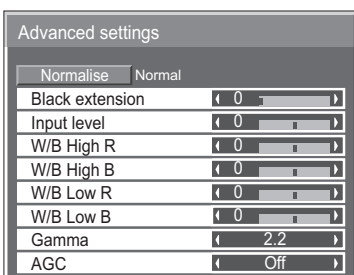 Advanced settings
Normalise Normal
Black extension 0
Input level 0
W/B High R 0
W/B High B 0
W/B Low R 0
W/B Low B 0
Gamma 2.2
AGC Off